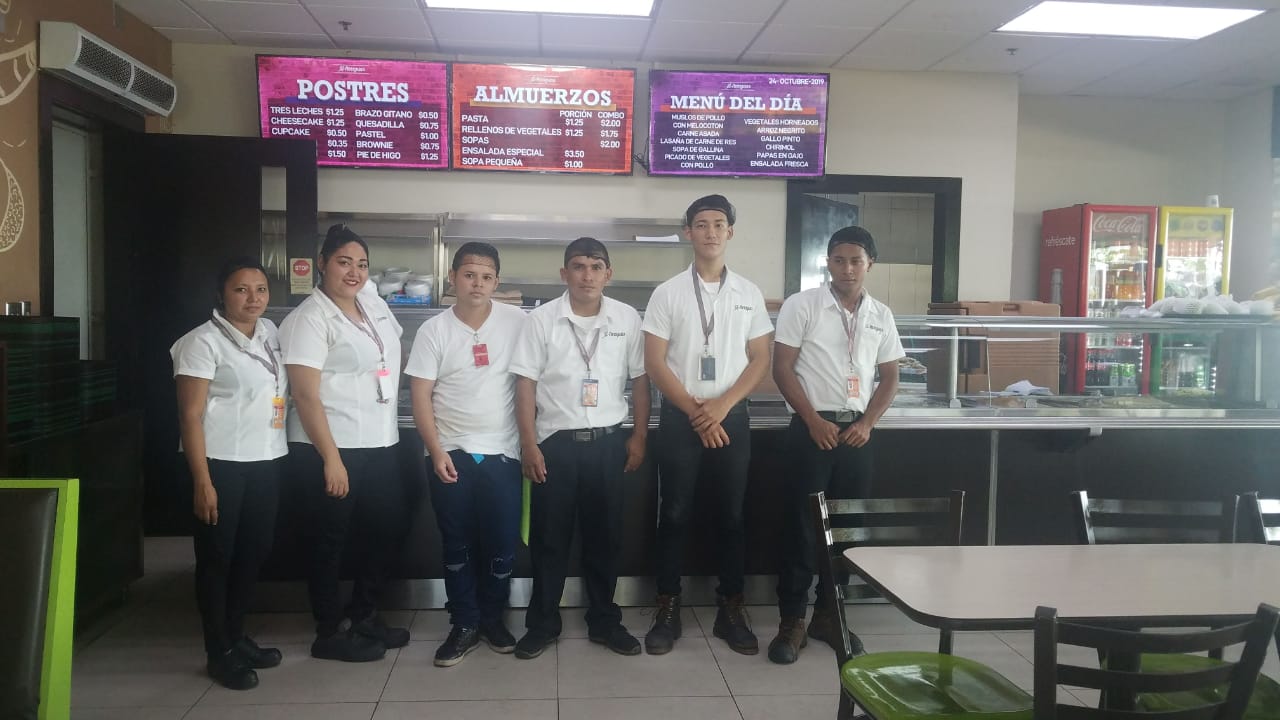 POSTRES
TRES LECHES $1.25 BRAZO GITANO $0.50
CHEESECAKE $1.25 QUESADILLA $0.75
CUPCAKE $0.50 PASTEL $1.00
$0.35 BROWNIE $0.75
$1.50 PIE DE HIGO $1.25
ALMUERZOS
PORCIÓN COMBO
PASTA $1.25 $2.00
RELLENOS DE VEGETALES $1.25 $1.75
SOPAS $2.00
ENSALADA ESPECIAL $3.50
SOPA PEQUEÑA $1.00
24-OCTUBRE-2019
MENÚ DEL DÍA
MUSLOS DE POLLO
CON MELOCOTON
CARNE ASADA
LASAÑA DE CARNE DE RES
SOPA DE GALLINA
PICADO DE VEGETALES
CON POLLO
VEGETALES HORNEADOS
ARROZ NEGRITO
GALLO PINTO
CHIRIMOL
PAPAS EN GAJO
ENSALADA FRESCA
STOP
Coca-Cola
refréscate